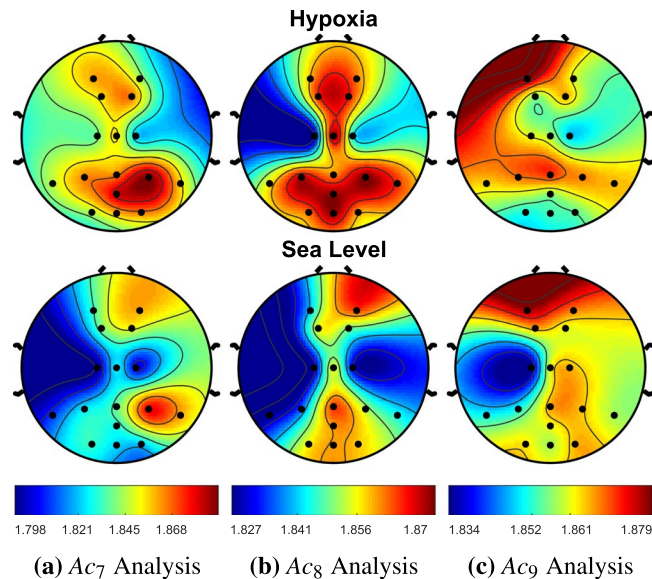 Hypoxia
Sea Level
1.798 1.821 1.845 1.868 1.827 1.841 1.856 1.87 1.834 1.852 1.861 1.879
(a) Ac7 Analysis (b) Ac8 Analysis (c) Ac9 Analysis